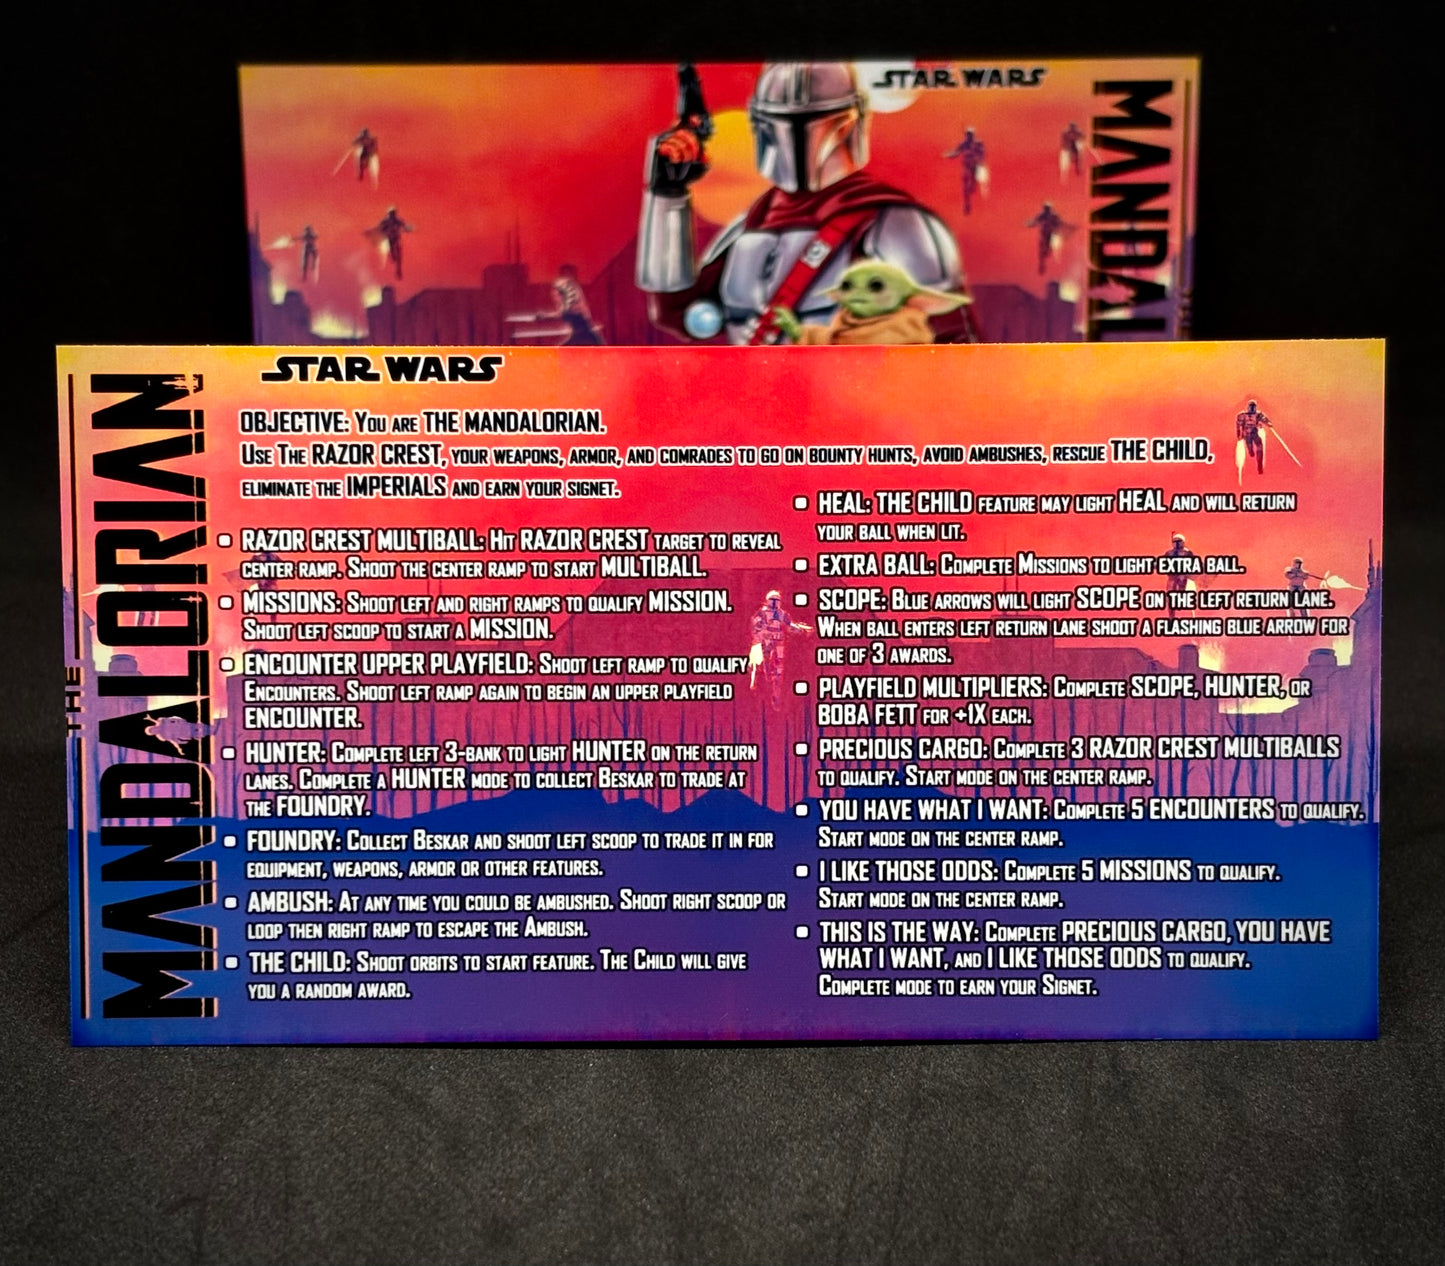 STAR WARS
MANDAL
THE
MANDALORIAN
STAR WARS
OBJECTIVE: You are THE MANDALORIAN.
Use The RAZOR CREST, your weapons, armor, and comrades to go on bounty hunts, avoid ambushes, rescue THE CHILD,
eliminate the IMPERIALS and earn your signet.
RAZOR CREST MULTIBALL: Hit RAZOR CREST target to reveal
center ramp. Shoot the center ramp to start MULTIBALL.
MISSIONS: Shoot left and right ramps to qualify MISSION.
Shoot left scoop to start a MISSION.
ENCOUNTER UPPER PLAYFIELD: Shoot left ramp to qualify
Encounters. Shoot left ramp again to begin an upper playfield
ENCOUNTER.
HUNTER: Complete left 3-bank to light HUNTER on the return
lanes. Complete a HUNTER mode to collect Beskar to trade at
the FOUNDRY.
FOUNDRY: Collect Beskar and shoot left scoop to trade it in for
equipment, weapons, armor or other features.
AMBUSH: At any time you could be ambushed. Shoot right scoop or
loop then right ramp to escape the Ambush.
THE CHILD: Shoot orbits to start feature. The Child will give
you a random award.
HEAL: THE CHILD feature may light HEAL and will return
your ball when lit.
EXTRA BALL: Complete Missions to light extra ball.
SCOPE: Blue arrows will light SCOPE on the left return lane.
When ball enters left return lane shoot a flashing blue arrow for
one of 3 awards.
PLAYFIELD MULTIPLIERS: Complete SCOPE, HUNTER, or
BOBA FETT for +1X each.
PRECIOUS CARGO: Complete 3 RAZOR CREST MULTIBALLS
to qualify. Start mode on the center ramp.
YOU HAVE WHAT I WANT: Complete 5 ENCOUNTERS to qualify.
Start mode on the center ramp.
I LIKE THOSE ODDS: Complete 5 MISSIONS to qualify.
Start mode on the center ramp.
THIS IS THE WAY: Complete PRECIOUS CARGO, YOU HAVE
WHAT I WANT, and I LIKE THOSE ODDS to qualify.
Complete mode to earn your Signet.